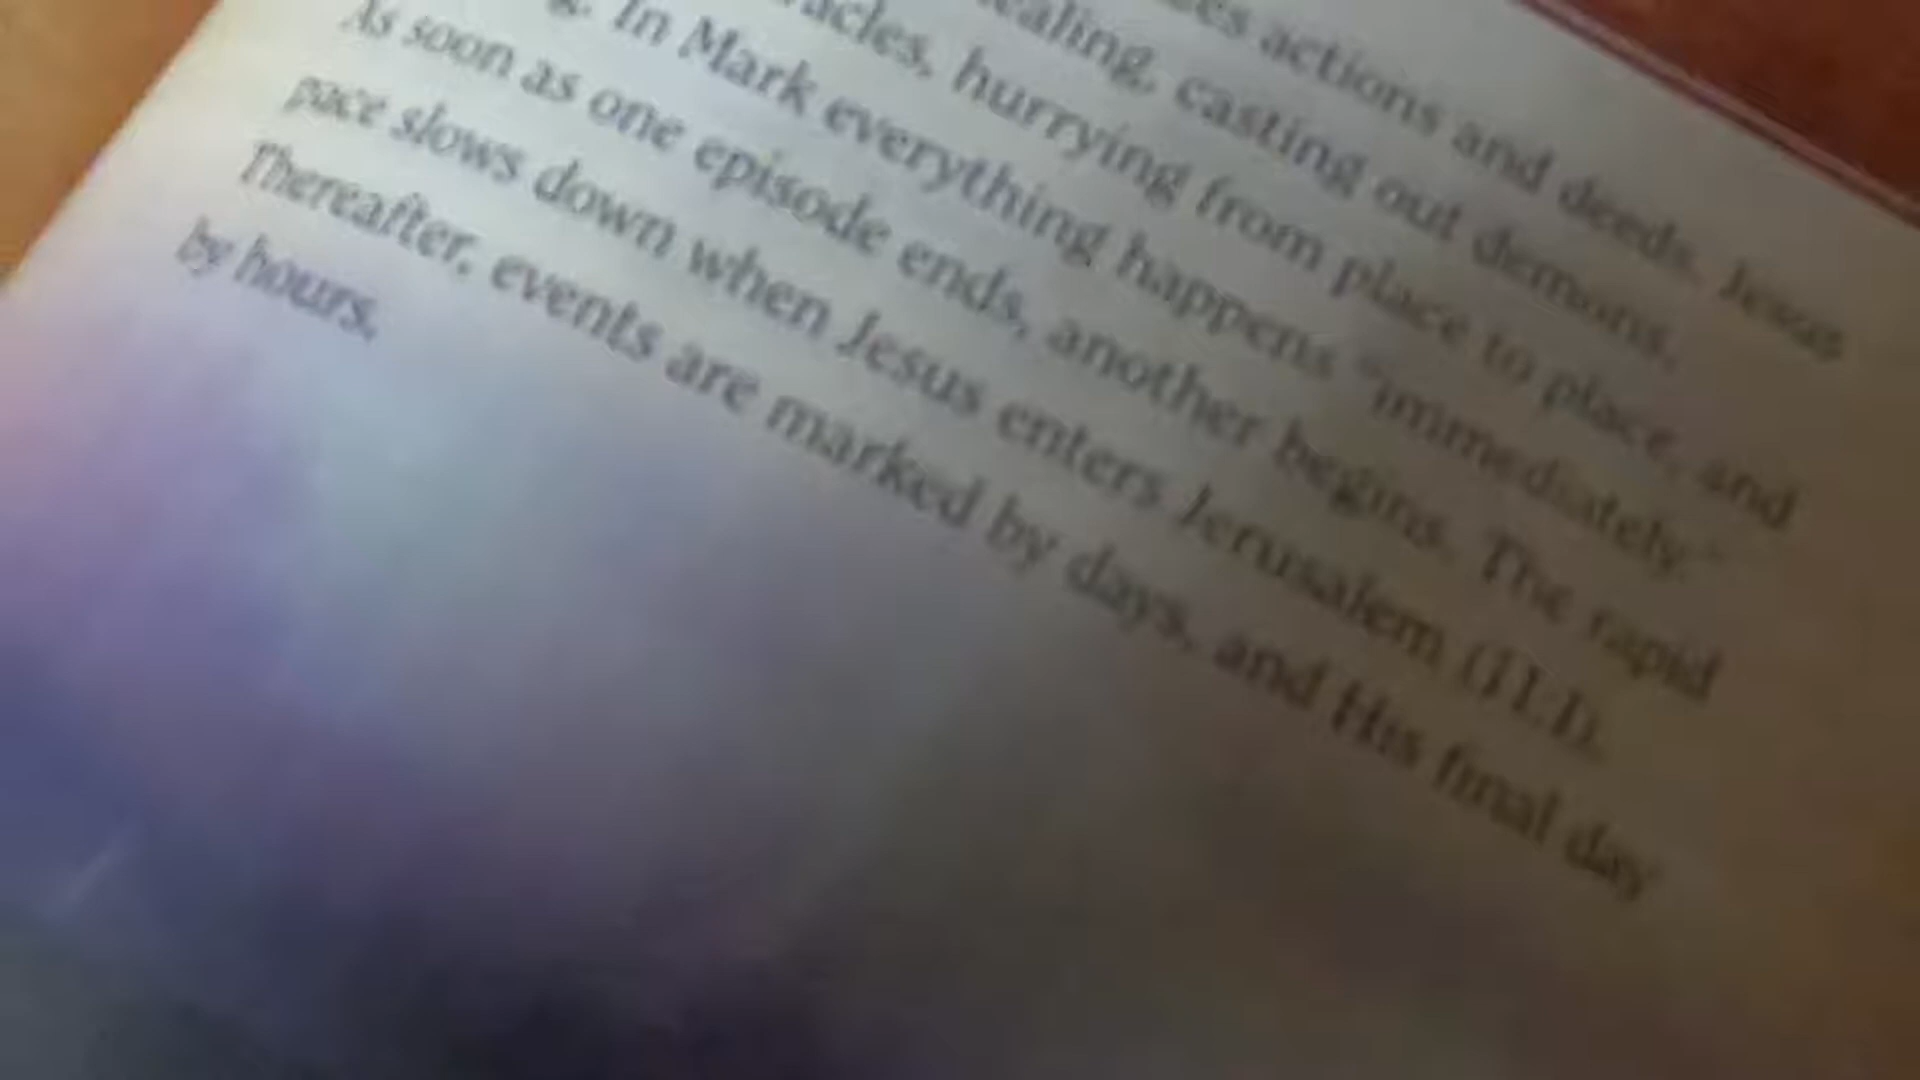 actions and deeds. Jesus
casting out demons,
hurrying from place to place, and
In Mark everything happens "immediately."
As soon as one episode ends, another begins. The rapid
pace slows down when Jesus enters Jerusalem (11:1).
Thereafter, events are marked by days, and His final day
by hours.